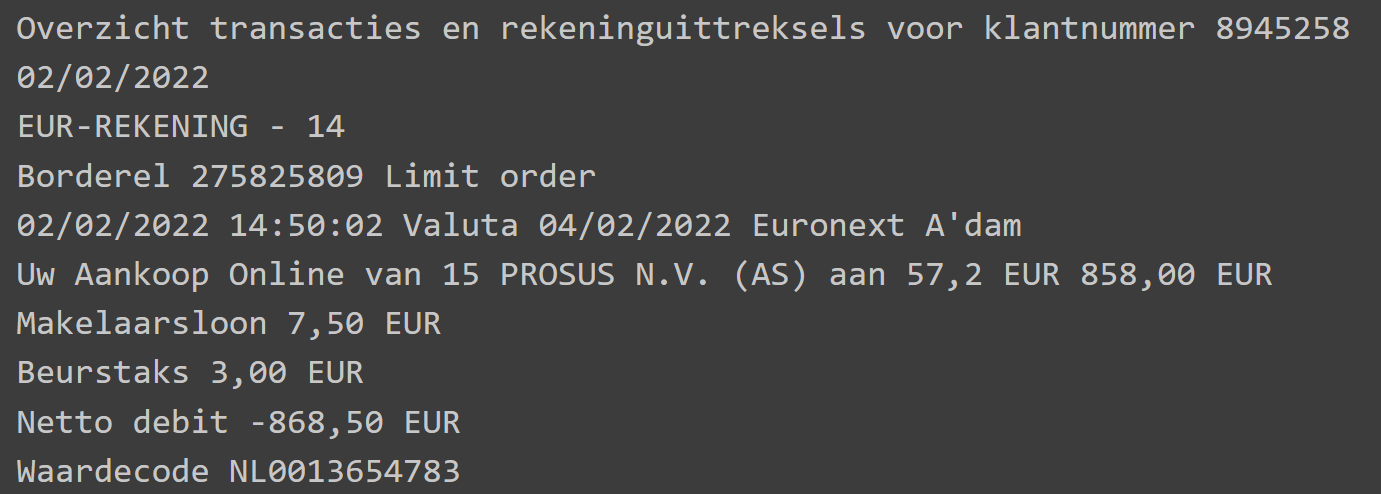 Overzicht transacties en rekeninguittreksels voor klantnummer 8945258
02/02/2022
EUR-REKENING - 14
Borderel 275825809 Limit order
02/02/2022 14:50:02 Valuta 04/02/2022 Euronext A'dam
Uw Aankoop Online van 15 PROSUS N.V. (AS) aan 57,2 EUR 858,00 EUR
Makelaarsloon 7,50 EUR
Beurstaks 3,00 EUR
Netto debit -868,50 EUR
Waardecode NL0013654783